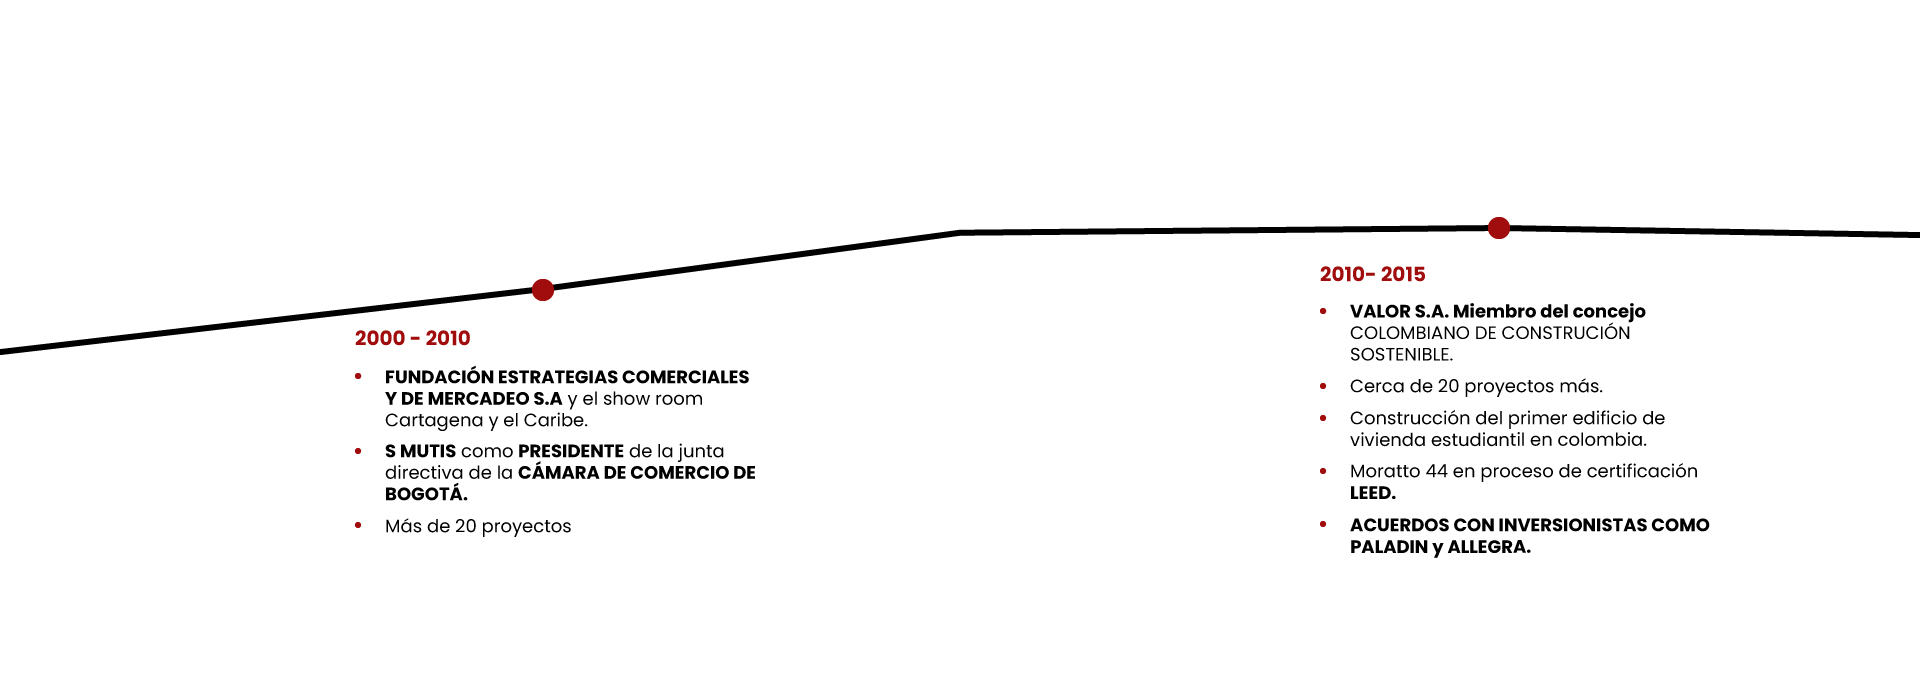 2000 - 2010
• FUNDACIÓN ESTRATEGIAS COMERCIALES
Y DE MERCADEO S.A y el show room
Cartagena y el Caribe.
• S MUTIS como PRESIDENTE de la junta
directiva de la CÁMARA DE COMERCIO DE
BOGOTÁ.
• Más de 20 proyectos
2010- 2015
• VALOR S.A. Miembro del concejo
COLOMBIANO DE CONSTRUCIÓN
SOSTENIBLE.
• Cerca de 20 proyectos más.
• Construcción del primer edificio de
vivienda estudiantil en colombia.
• Moratto 44 en proceso de certificación
LEED.
• ACUERDOS CON INVERSIONISTAS COMO
PALADIN y ALLEGRA.